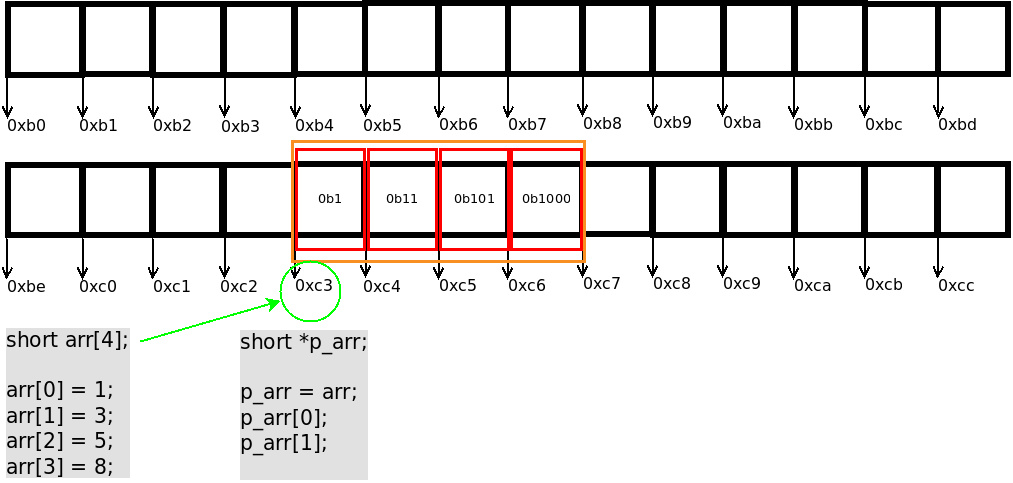 0xb0 0xb1 0xb2 0xb3 0xb4 0xb5 0xb6 0xb7 0xb8 0xb9 0xba 0xbb 0xbc 0xbd
0b1 0b11 0b101 0b1000
0xbe 0xc0 0xc1 0xc2 0xc3 0xc4 0xc5 0xc6 0xc7 0xc8 0xc9 0xca 0xcb 0xcc
short arr[4];
arr[0] = 1;
arr[1] = 3;
arr[2] = 5;
arr[3] = 8;
short *p_arr;
p_arr = arr;
p_arr[0];
p_arr[1];